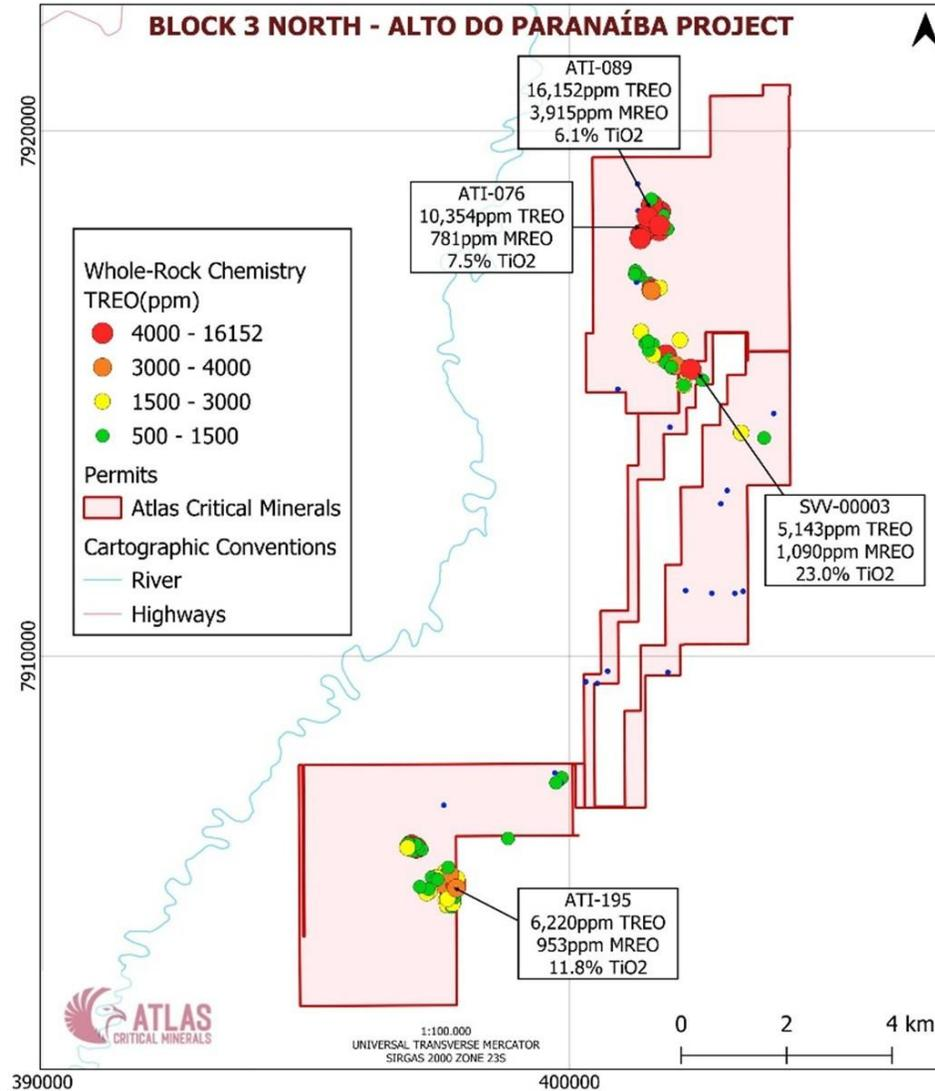 BLOCK 3 NORTH - ALTO DO PARANAÍBA PROJECT
ATI-089
16,152ppm TREO
3,915ppm MREO
6.1% TiO2
7920000
ATI-076
10,354ppm TREO
781ppm MREO
7.5% TiO2
Whole-Rock Chemistry
TREO(ppm)
4000 - 16152
3000 - 4000
1500 - 3000
500 - 1500
Permits
Atlas Critical Minerals
Cartographic Conventions
River
Highways
SVV-00003
5,143ppm TREO
1,090ppm MREO
23.0% TiO2
7910000
ATI-195
6,220ppm TREO
953ppm MREO
11.8% TiO2
ATLAS
CRITICAL MINERALS
1:100.000
UNIVERSAL TRANSVERSE MERCATOR
SIRGAS 2000 ZONE 23S
0 2 4 km
390000 400000